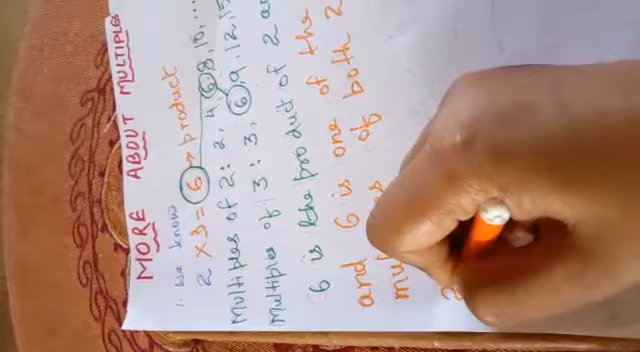 MORE ABOUT MULTIPLE
1. We know
2 x 3 = 6 → product
Multiples of 2 : 2, 4, 6, 8, 10, ...
Multiples of 3 : 3, 6, 9, 12, 15
6 is the product of 2 an
and 6 is one of the
of both 2